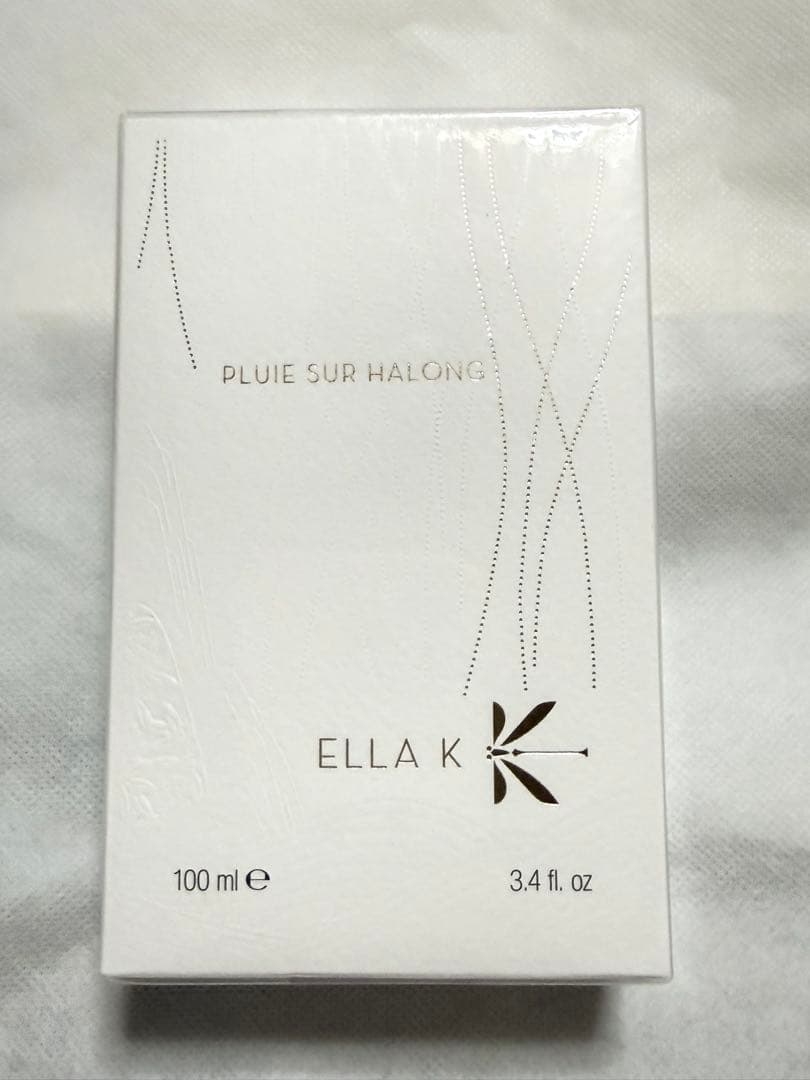 PLUIE SUR HALONG
ELLA K
100 ml ℮
3.4 fl. oz